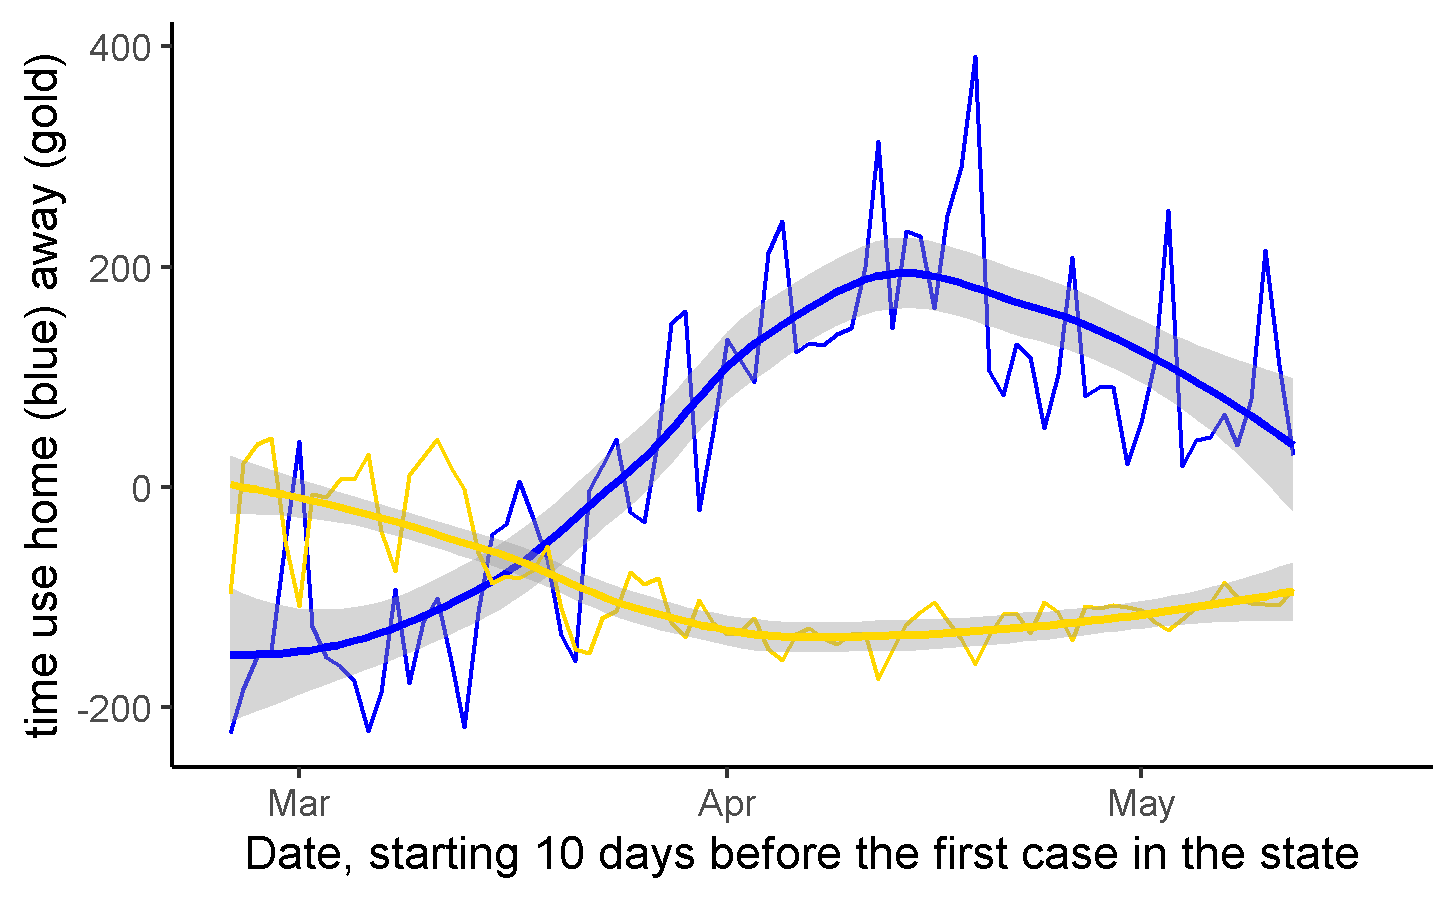 time use home (blue) away (gold)
400
200
0
-200
Mar Apr May
Date, starting 10 days before the first case in the state